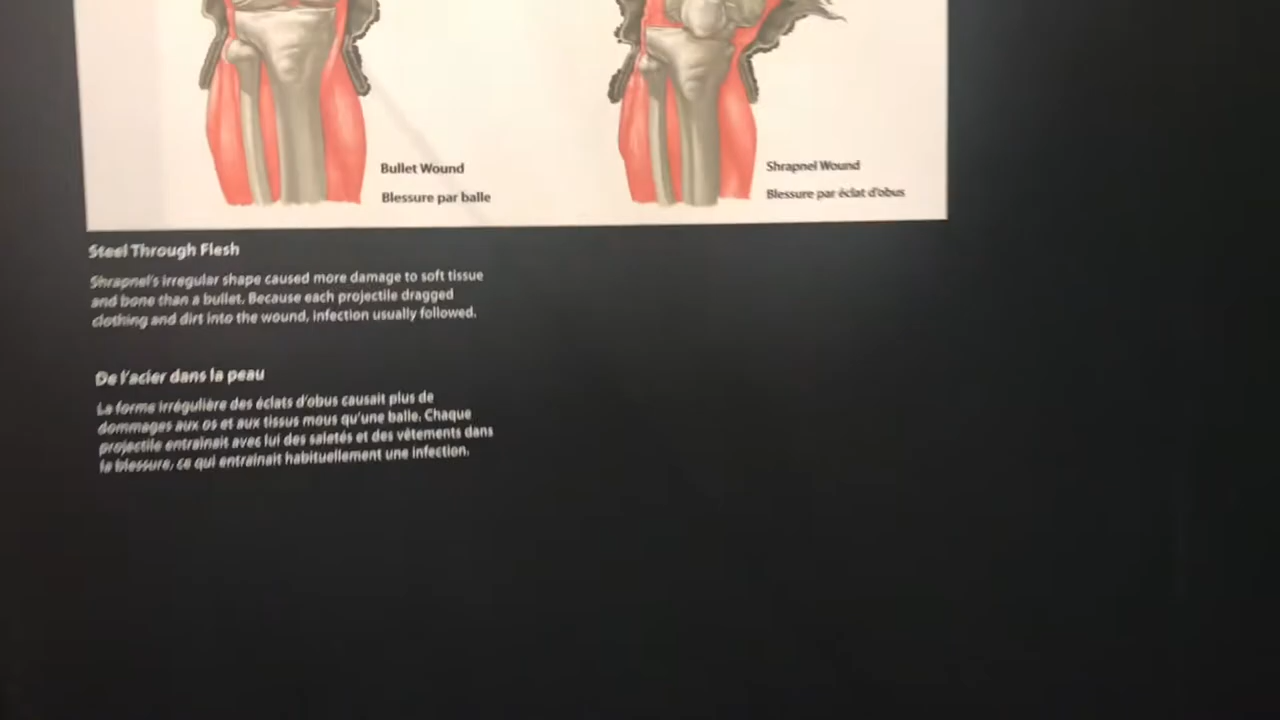 Bullet Wound
Blessure par balle
Shrapnel Wound
Blessure par éclat d'obus
Steel Through Flesh
Shrapnel's irregular shape caused more damage to soft tissue
and bone than a bullet. Because each projectile dragged
clothing and dirt into the wound, infection usually followed.
De l'acier dans la peau
La forme irrégulière des éclats d'obus causait plus de
dommages aux os et aux tissus mous qu'une balle. Chaque
projectile entraînait avec lui des saletés et des vêtements dans
la blessure, ce qui entraînait habituellement une infection.